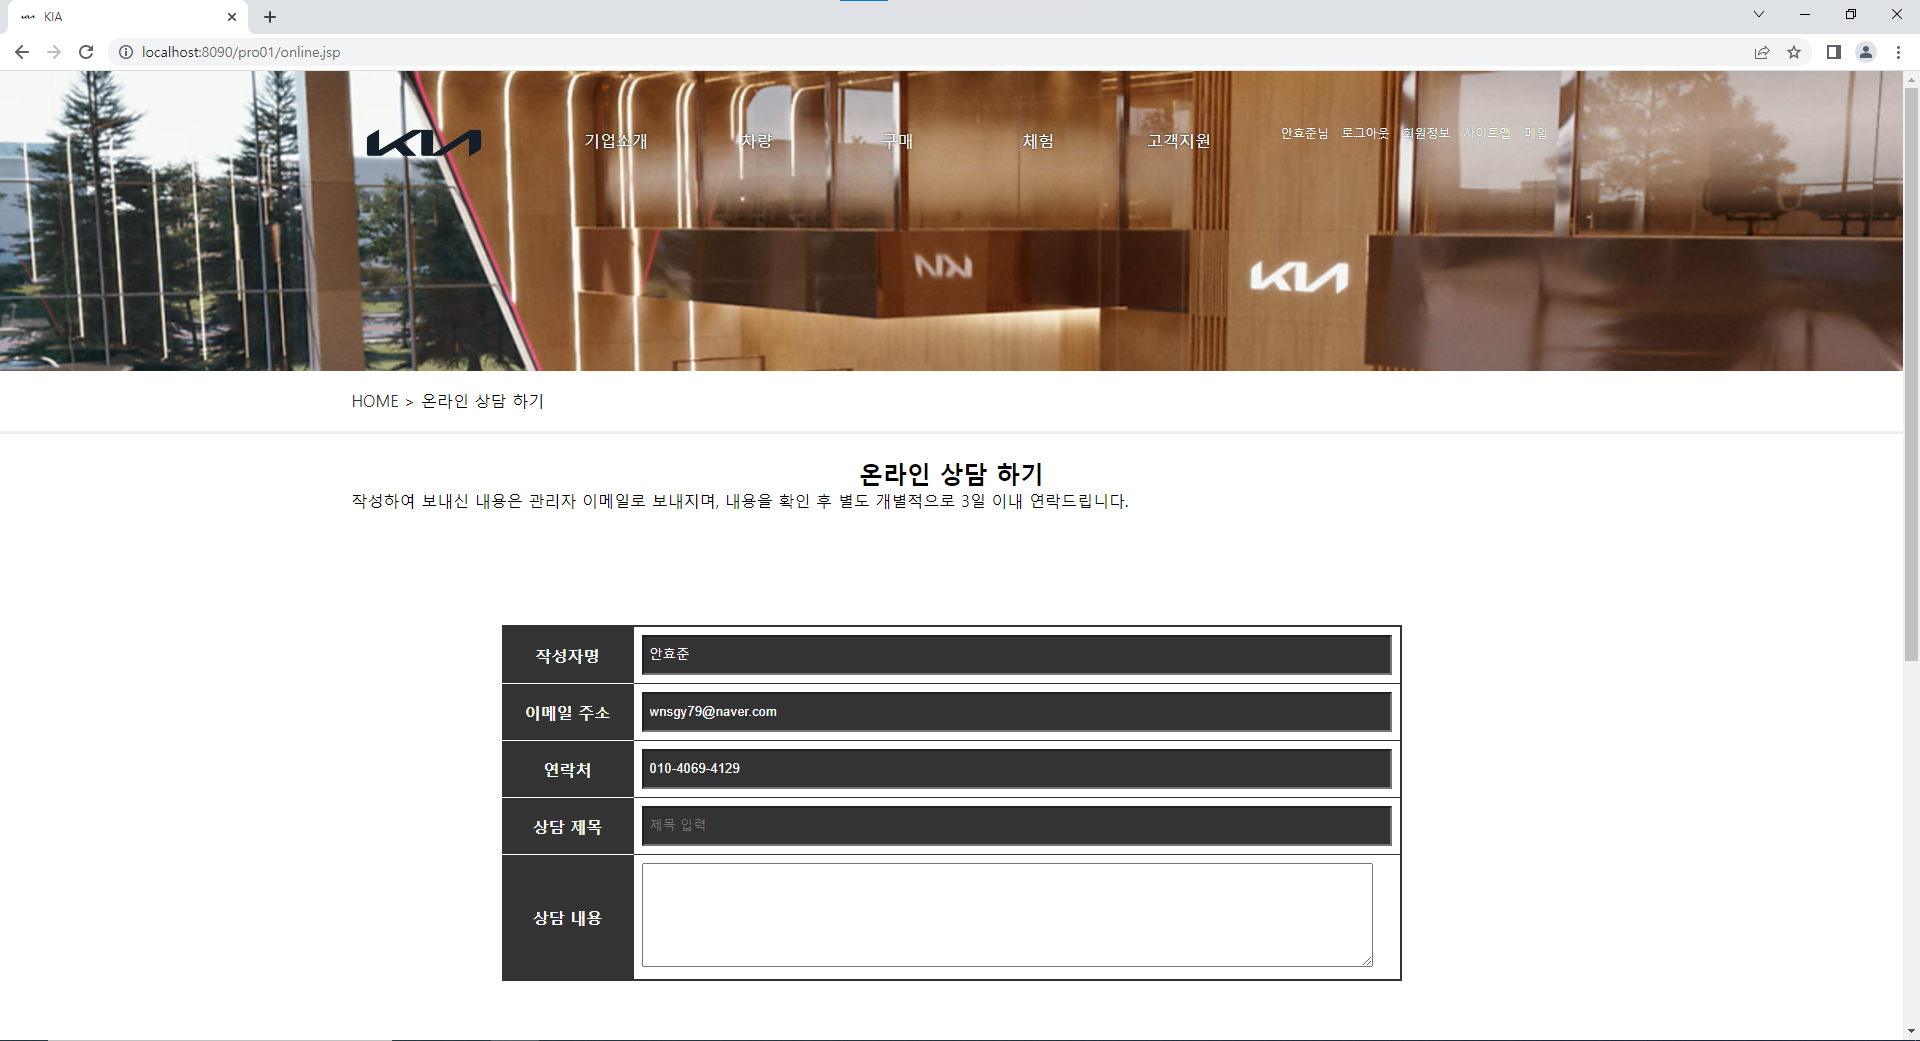 KIA
localhost:8090/pro01/online.jsp
KIA 기업소개 차량 구매 체험 고객지원 안효준님 로그아웃 회원정보 사이트맵 메일
KIA
HOME > 온라인 상담 하기
온라인 상담 하기
작성하여 보내신 내용은 관리자 이메일로 보내지며, 내용을 확인 후 별도 개별적으로 3일 이내 연락드립니다.
작성자명 안효준
이메일 주소 wnsgy79@naver.com
연락처 010-4069-4129
상담 제목 제목 입력
상담 내용